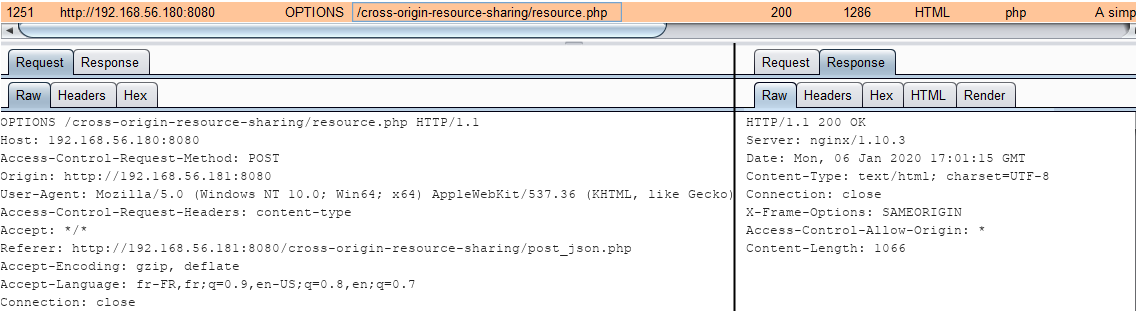 1251 http://192.168.56.180:8080 OPTIONS /cross-origin-resource-sharing/resource.php 200 1286 HTML php A simp
Request Response
Raw Headers Hex
OPTIONS /cross-origin-resource-sharing/resource.php HTTP/1.1
Host: 192.168.56.180:8080
Access-Control-Request-Method: POST
Origin: http://192.168.56.181:8080
User-Agent: Mozilla/5.0 (Windows NT 10.0; Win64; x64) AppleWebKit/537.36 (KHTML, like Gecko)
Access-Control-Request-Headers: content-type
Accept: */*
Referer: http://192.168.56.181:8080/cross-origin-resource-sharing/post_json.php
Accept-Encoding: gzip, deflate
Accept-Language: fr-FR,fr;q=0.9,en-US;q=0.8,en;q=0.7
Connection: close
Request Response
Raw Headers Hex HTML Render
HTTP/1.1 200 OK
Server: nginx/1.10.3
Date: Mon, 06 Jan 2020 17:01:15 GMT
Content-Type: text/html; charset=UTF-8
Connection: close
X-Frame-Options: SAMEORIGIN
Access-Control-Allow-Origin: *
Content-Length: 1066